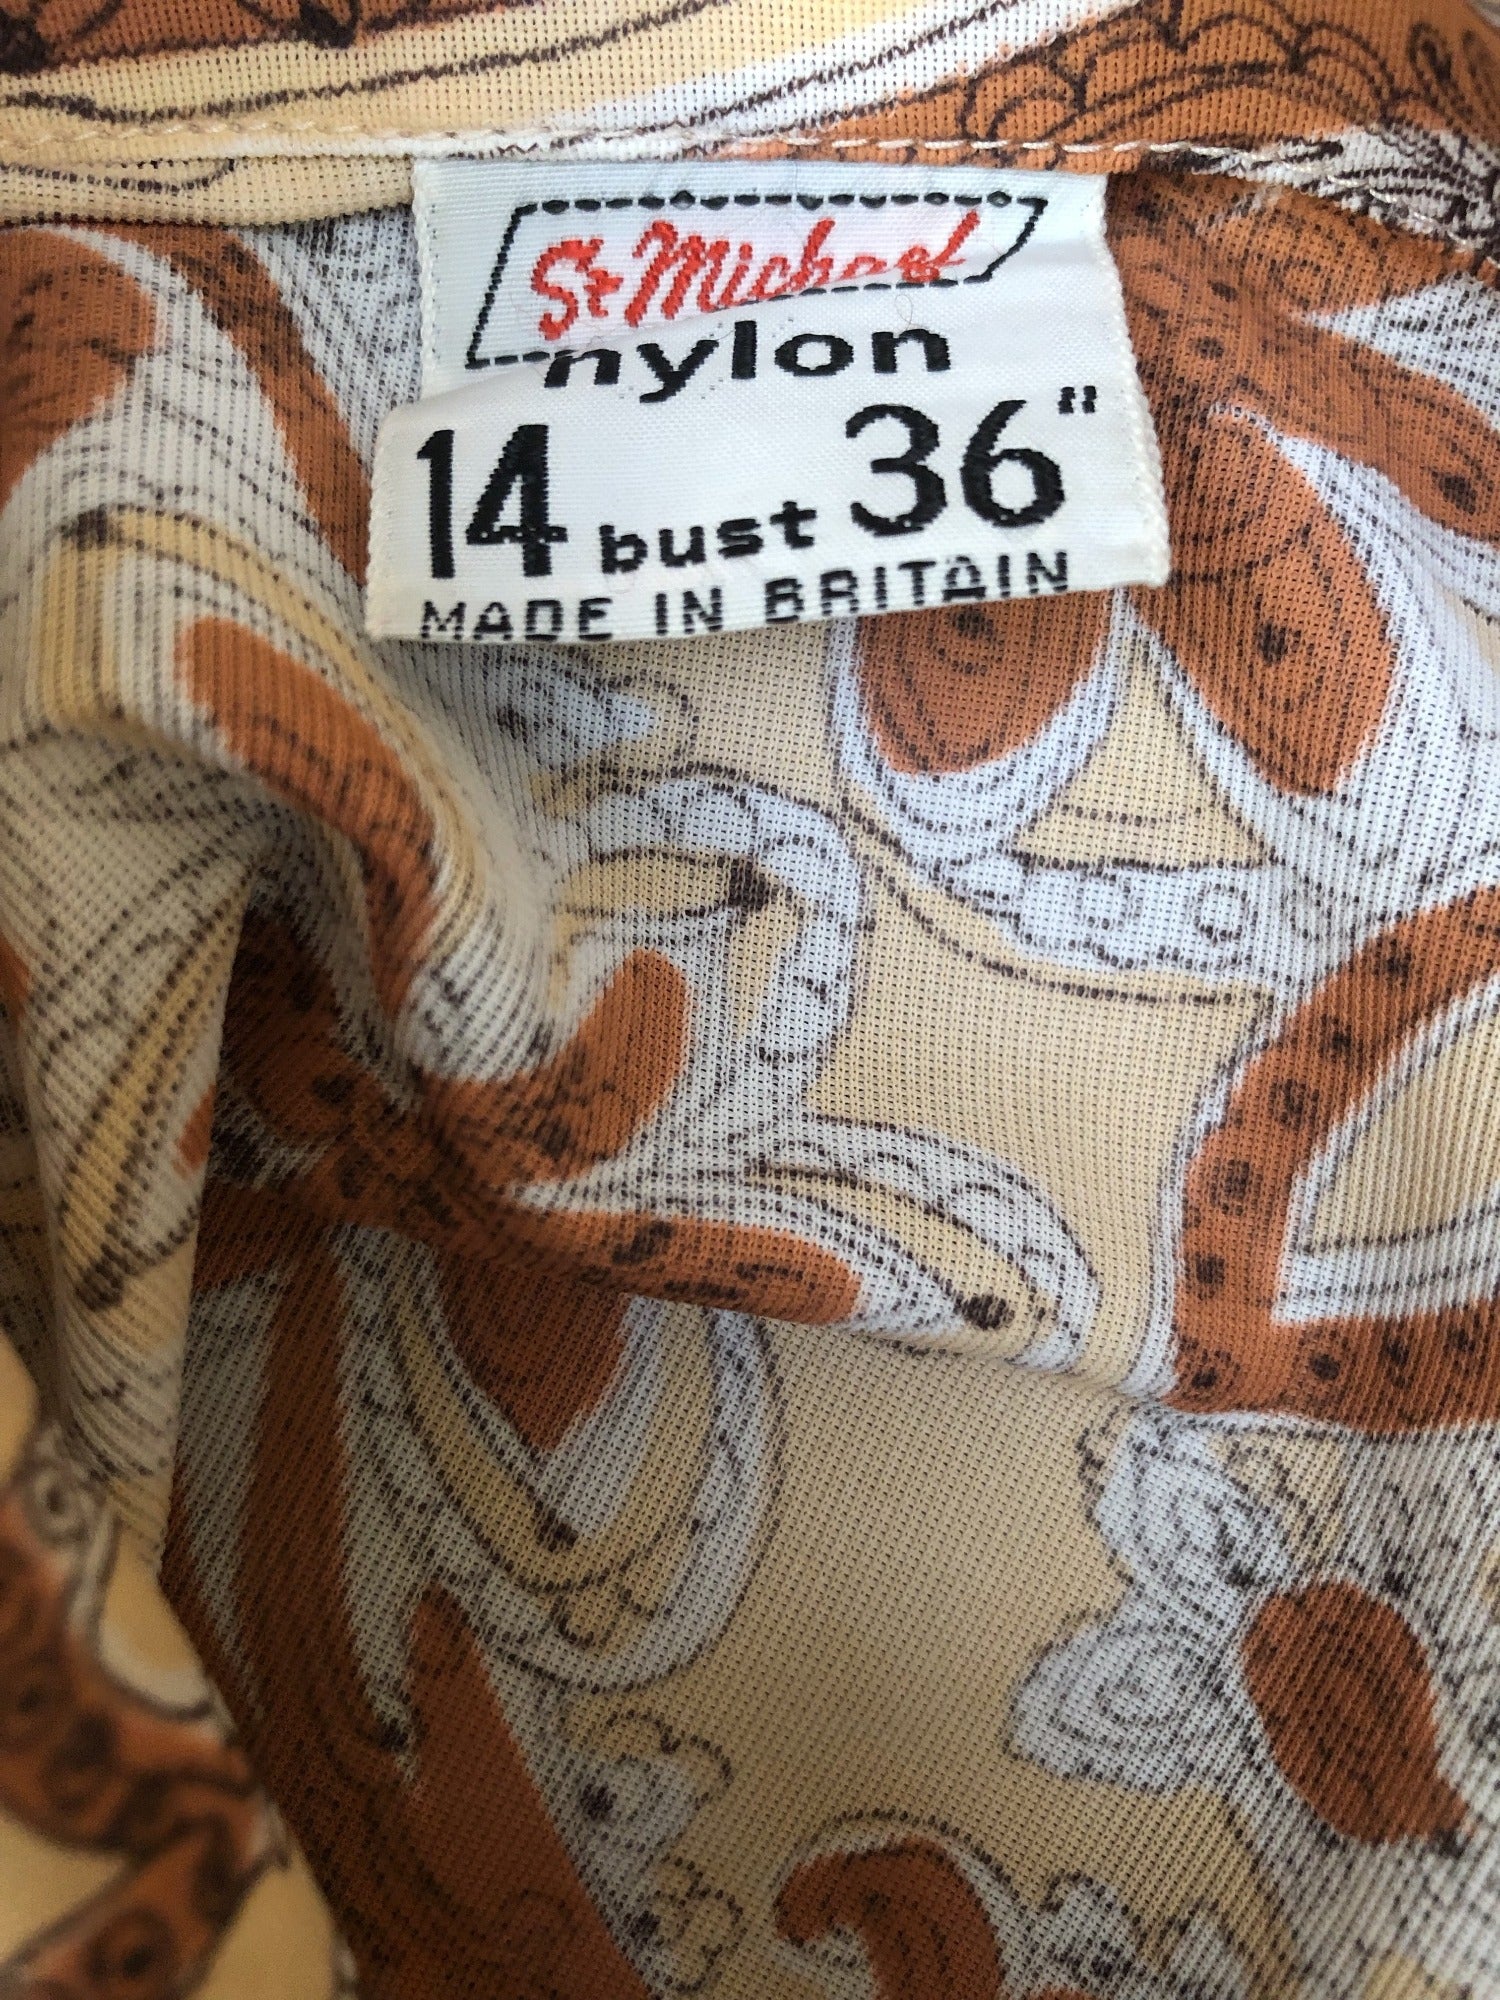 St Michael
nylon
14 bust 36"
MADE IN BRITAIN